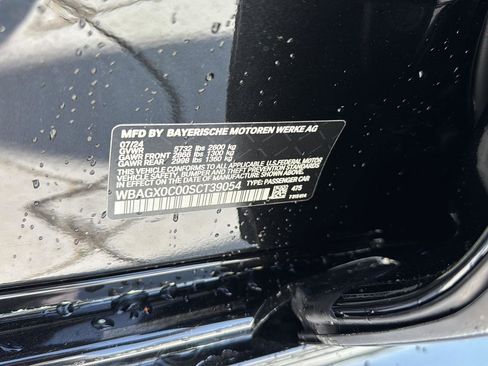 MFD BY BAYERISCHE MOTOREN WERKE AG
07/24
GVWR 5732 lbs 2600 kg
GAWR FRONT 2866 lbs 1300 kg
GAWR REAR 2998 lbs 1360 kg
THIS VEHICLE CONFORMS TO ALL APPLICABLE U.S. FEDERAL MOTOR
VEHICLE SAFETY, BUMPER, AND THEFT PREVENTION STANDARDS
IN EFFECT ON THE DATE OF MANUFACTURE SHOWN ABOVE.
WBAGX0C00SCT39054 TYPE: PASSENGER CAR
475